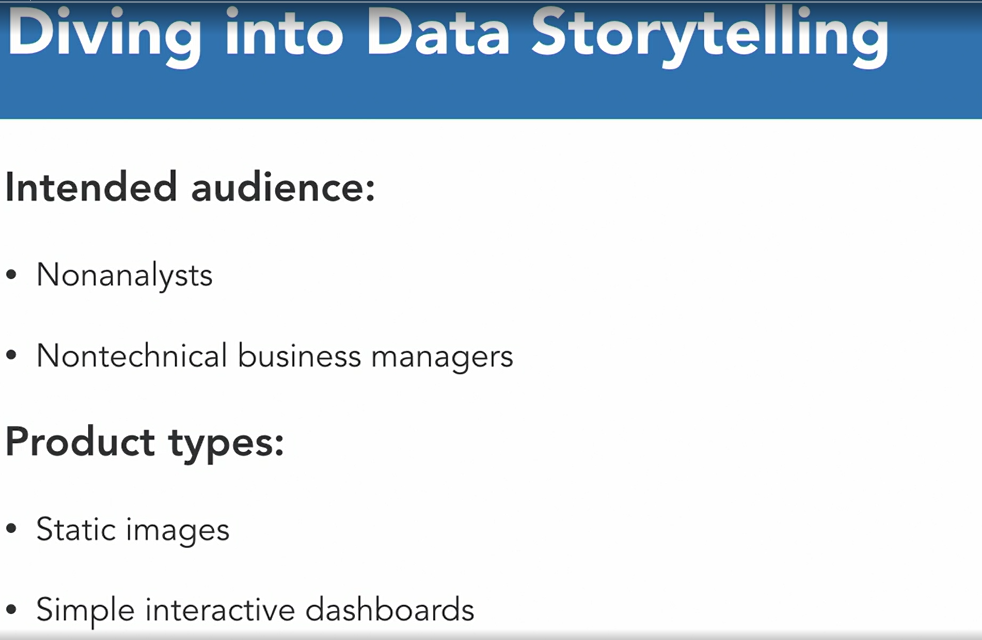 Diving into Data Storytelling
Intended audience:
• Nonanalysts
• Nontechnical business managers
Product types:
• Static images
• Simple interactive dashboards